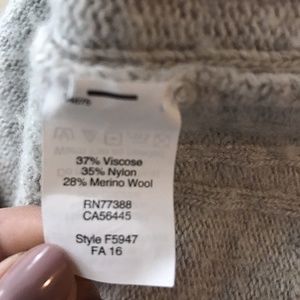 37% Viscose
35% Nylon
28% Merino Wool
RN77388
CA56445
Style F5947
FA 16